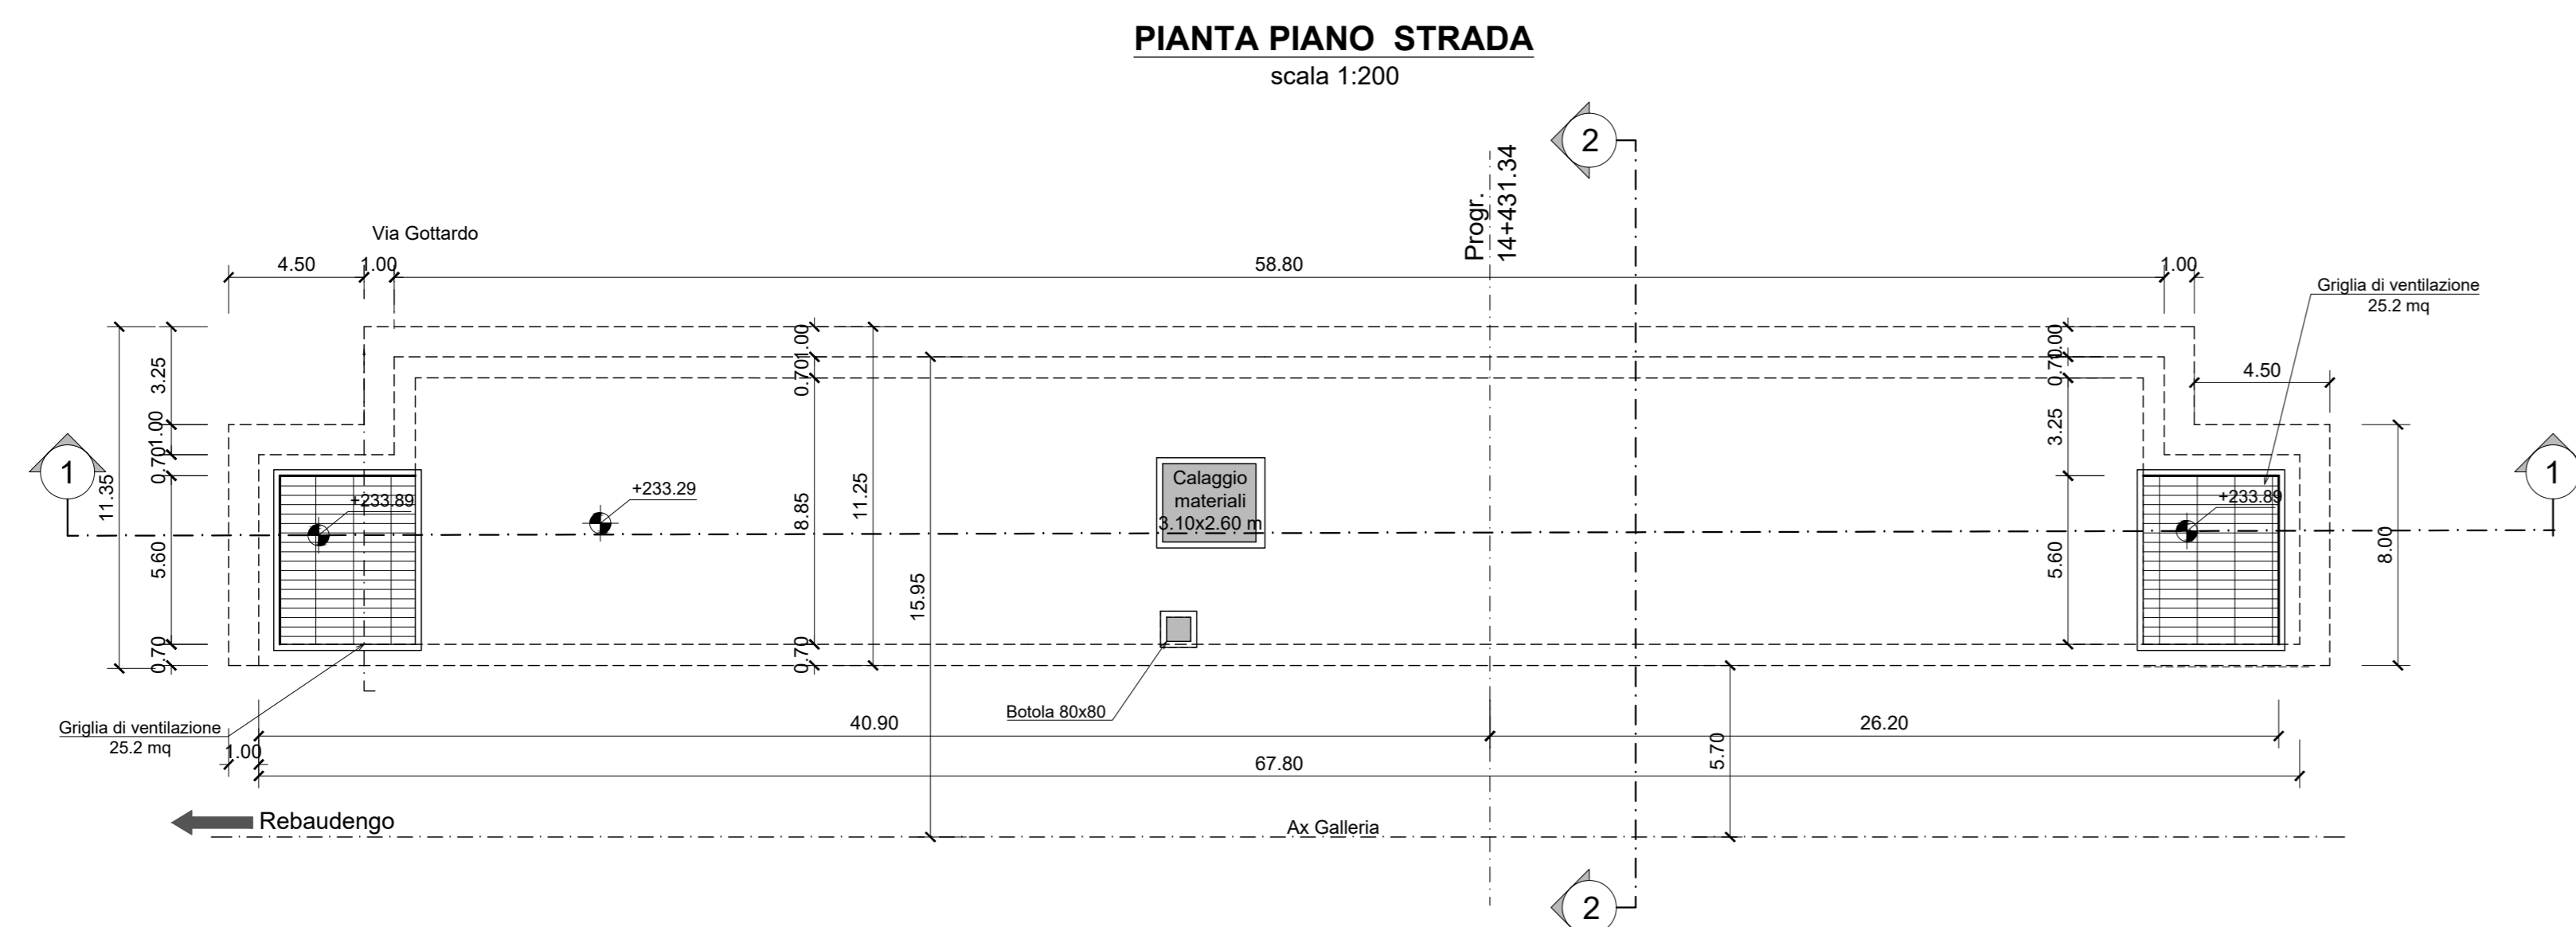 PIANTA PIANO STRADA
scala 1:200
2
Progr.
14+431.34
Via Gottardo
4.50
1.00
58.80
1.00
Griglia di ventilazione
25.2 mq
4.50
11.35
3.25
1.00
0.70
5.60
0.70
1.00
0.70
8.85
0.70
11.25
15.95
1.00
0.70
3.25
5.60
8.00
1
1
+233.89
+233.29
Calaggio
materiali
3.10x2.60 m
+233.89
Botola 80x80
Griglia di ventilazione
25.2 mq
1.00
40.90
26.20
5.70
67.80
Rebaudengo
Ax Galleria
2